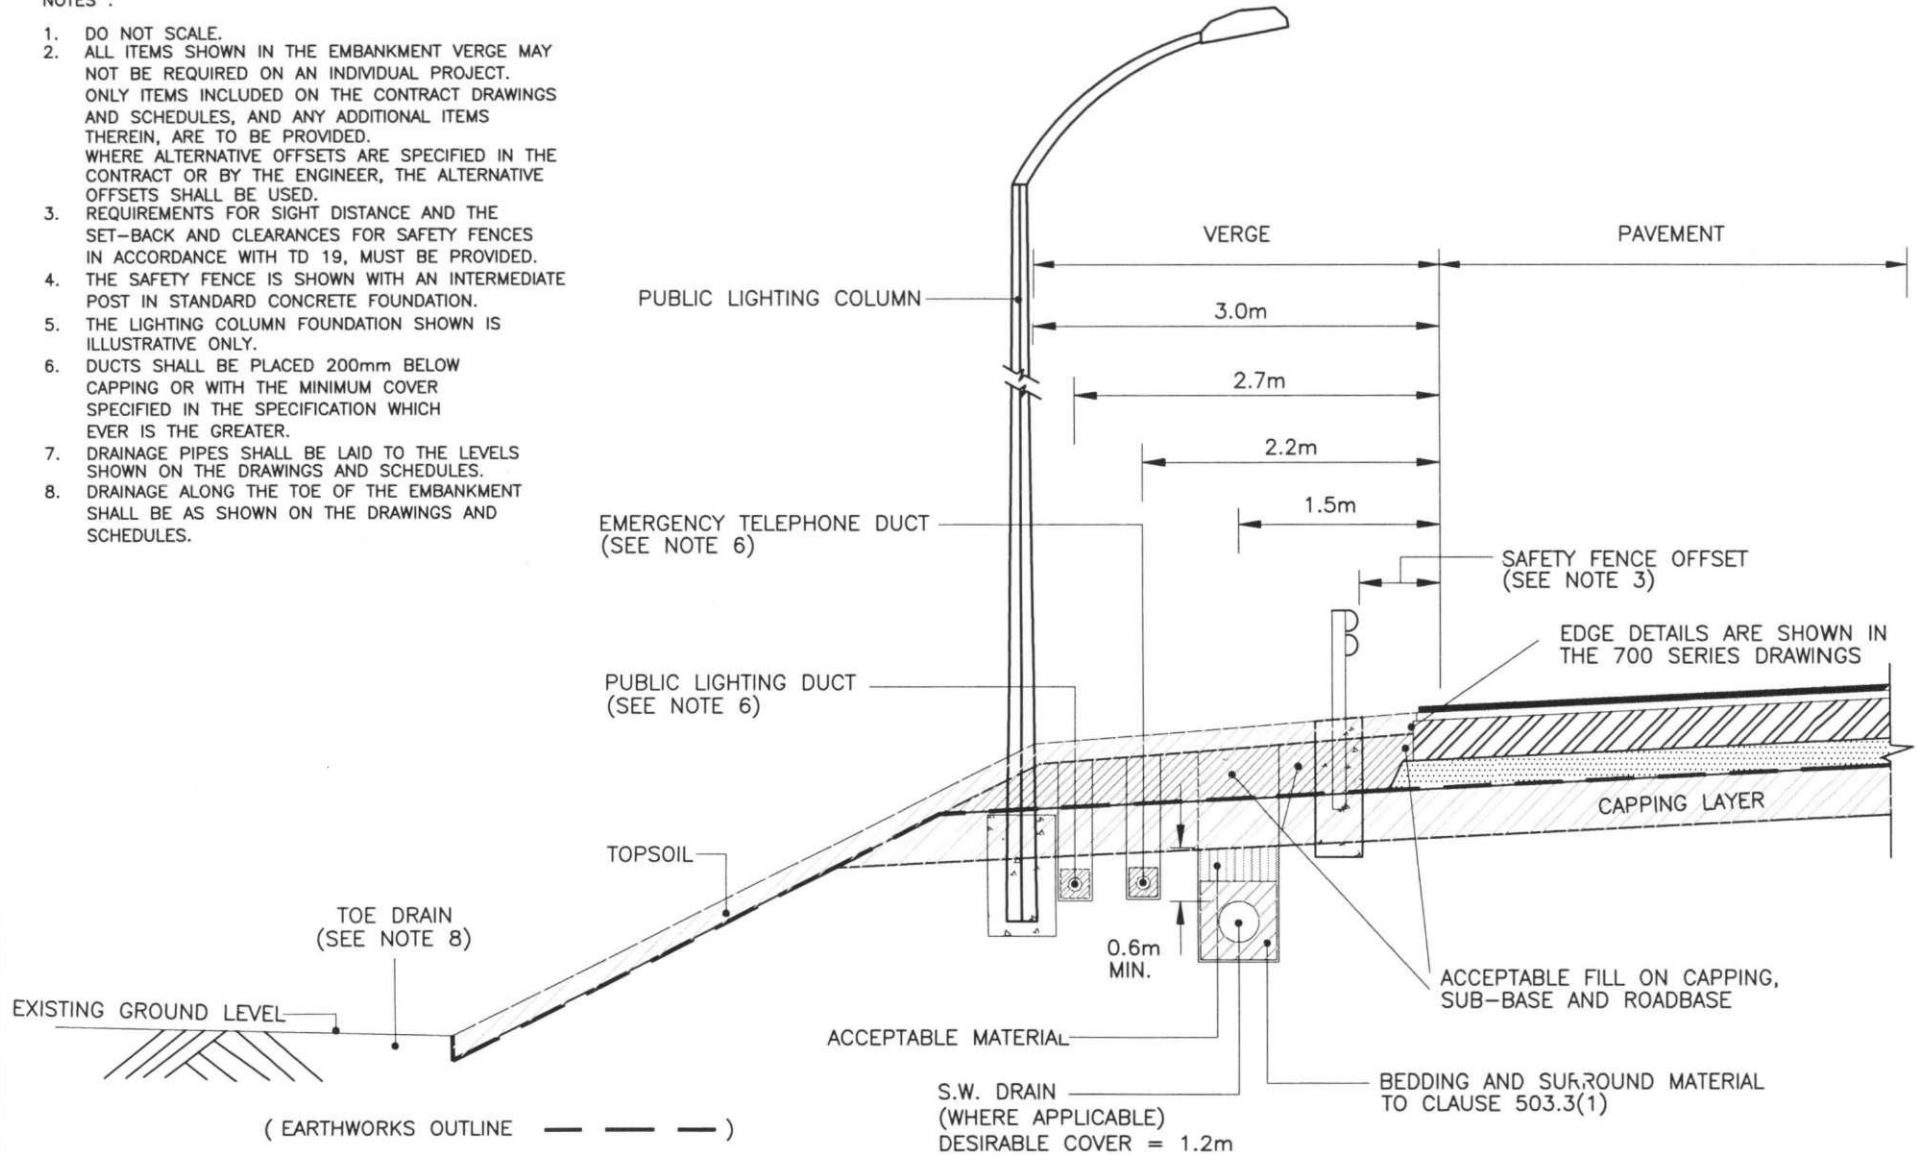 NOTES :
1. DO NOT SCALE.
2. ALL ITEMS SHOWN IN THE EMBANKMENT VERGE MAY
NOT BE REQUIRED ON AN INDIVIDUAL PROJECT.
ONLY ITEMS INCLUDED ON THE CONTRACT DRAWINGS
AND SCHEDULES, AND ANY ADDITIONAL ITEMS
THEREIN, ARE TO BE PROVIDED.
WHERE ALTERNATIVE OFFSETS ARE SPECIFIED IN THE
CONTRACT OR BY THE ENGINEER, THE ALTERNATIVE
OFFSETS SHALL BE USED.
3. REQUIREMENTS FOR SIGHT DISTANCE AND THE
SET-BACK AND CLEARANCES FOR SAFETY FENCES
IN ACCORDANCE WITH TD 19, MUST BE PROVIDED.
4. THE SAFETY FENCE IS SHOWN WITH AN INTERMEDIATE
POST IN STANDARD CONCRETE FOUNDATION.
5. THE LIGHTING COLUMN FOUNDATION SHOWN IS
ILLUSTRATIVE ONLY.
6. DUCTS SHALL BE PLACED 200mm BELOW
CAPPING OR WITH THE MINIMUM COVER
SPECIFIED IN THE SPECIFICATION WHICH
EVER IS THE GREATER.
7. DRAINAGE PIPES SHALL BE LAID TO THE LEVELS
SHOWN ON THE DRAWINGS AND SCHEDULES.
8. DRAINAGE ALONG THE TOE OF THE EMBANKMENT
SHALL BE AS SHOWN ON THE DRAWINGS AND
SCHEDULES.
VERGE
PAVEMENT
PUBLIC LIGHTING COLUMN
3.0m
2.7m
2.2m
1.5m
EMERGENCY TELEPHONE DUCT
(SEE NOTE 6)
SAFETY FENCE OFFSET
(SEE NOTE 3)
EDGE DETAILS ARE SHOWN IN
THE 700 SERIES DRAWINGS
PUBLIC LIGHTING DUCT
(SEE NOTE 6)
CAPPING LAYER
TOPSOIL
TOE DRAIN
(SEE NOTE 8)
0.6m
MIN.
ACCEPTABLE FILL ON CAPPING,
SUB-BASE AND ROADBASE
EXISTING GROUND LEVEL
ACCEPTABLE MATERIAL
BEDDING AND SURROUND MATERIAL
TO CLAUSE 503.3(1)
S.W. DRAIN
(WHERE APPLICABLE)
DESIRABLE COVER = 1.2m
( EARTHWORKS OUTLINE — — — )